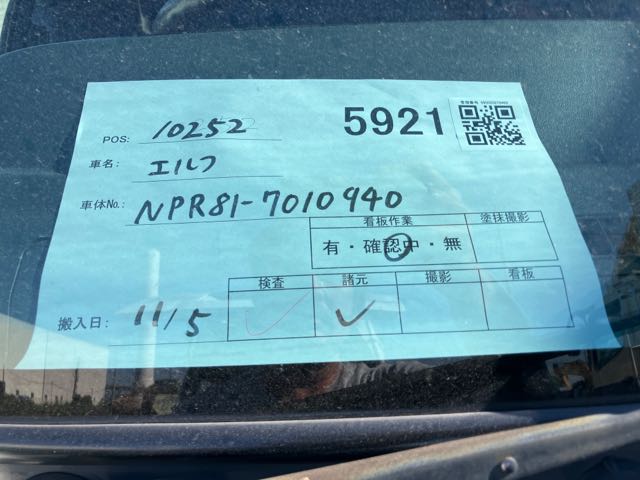 5921
POS: 10252
車名: エルフ
車体No.: NPR81-7010940
看板作業 塗抹撮影
有・確認中・無
検査 諸元 撮影 看板
搬入日: 11/5 ✓ ✓